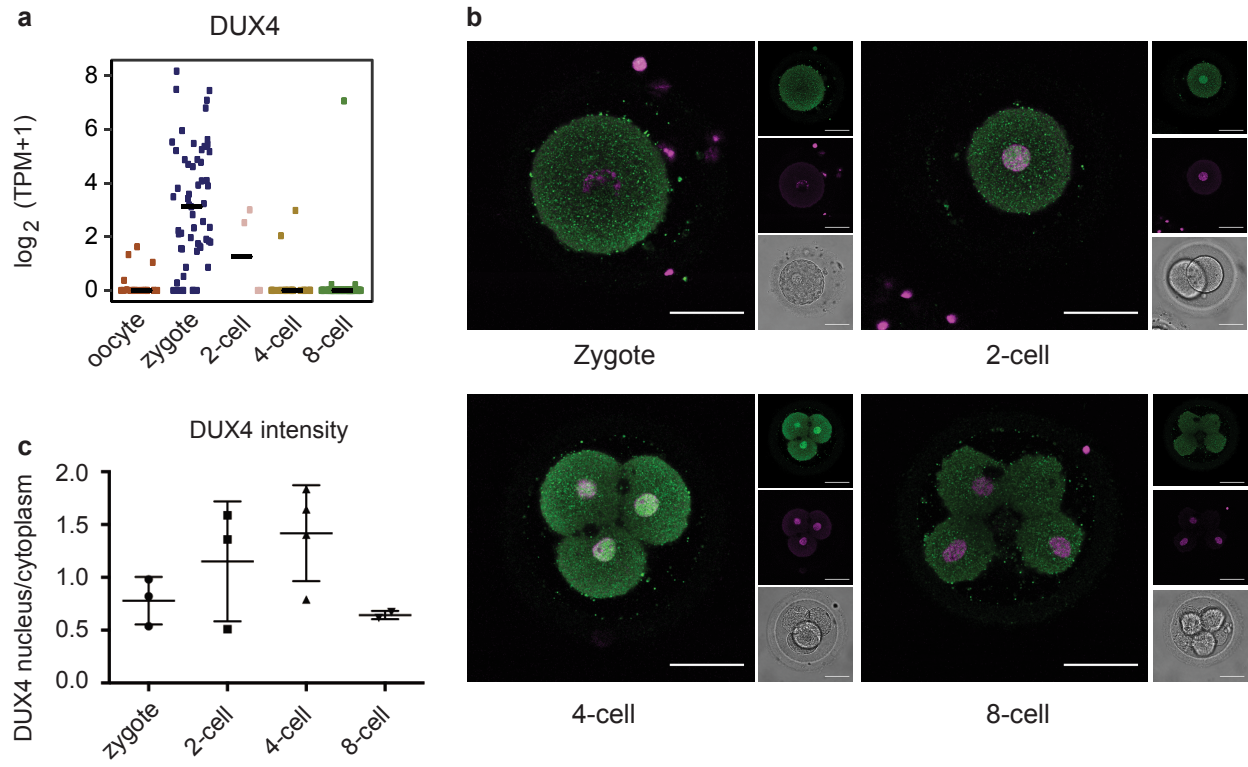 a
DUX4
log2 (TPM+1)
8
6
4
2
0
oocyte
zygote
2-cell
4-cell
8-cell
b
Zygote
2-cell
4-cell
8-cell
c
DUX4 intensity
DUX4 nucleus/cytoplasm
2.0
1.5
1.0
0.5
0.0
zygote
2-cell
4-cell
8-cell